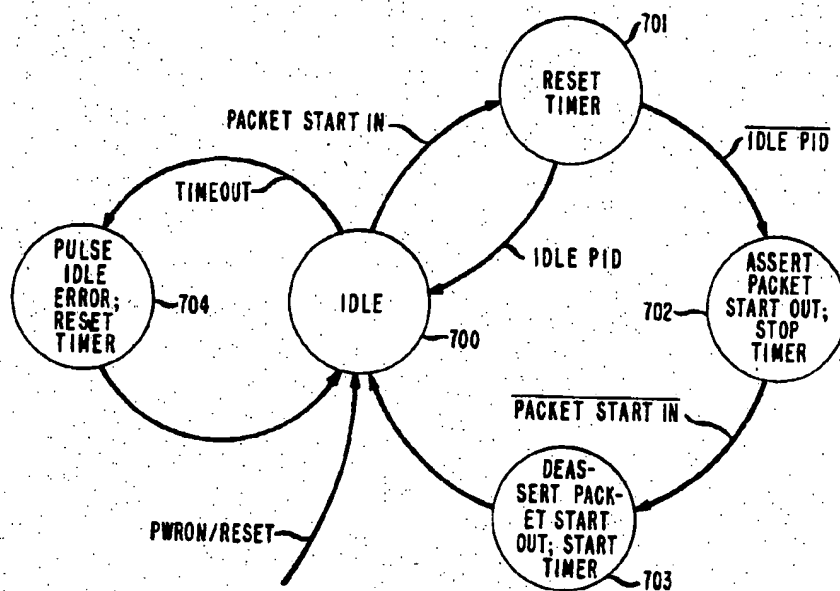 701
RESET
TIMER
PACKET START IN
IDLE PID
TIMEOUT
PULSE
IDLE
ERROR;
RESET
TIMER
704
IDLE PID
IDLE
700
ASSERT
PACKET
START OUT;
STOP
TIMER
702
PACKET START IN
DEAS-
SERT PACK-
ET START
OUT; START
TIMER
703
PWRON/RESET